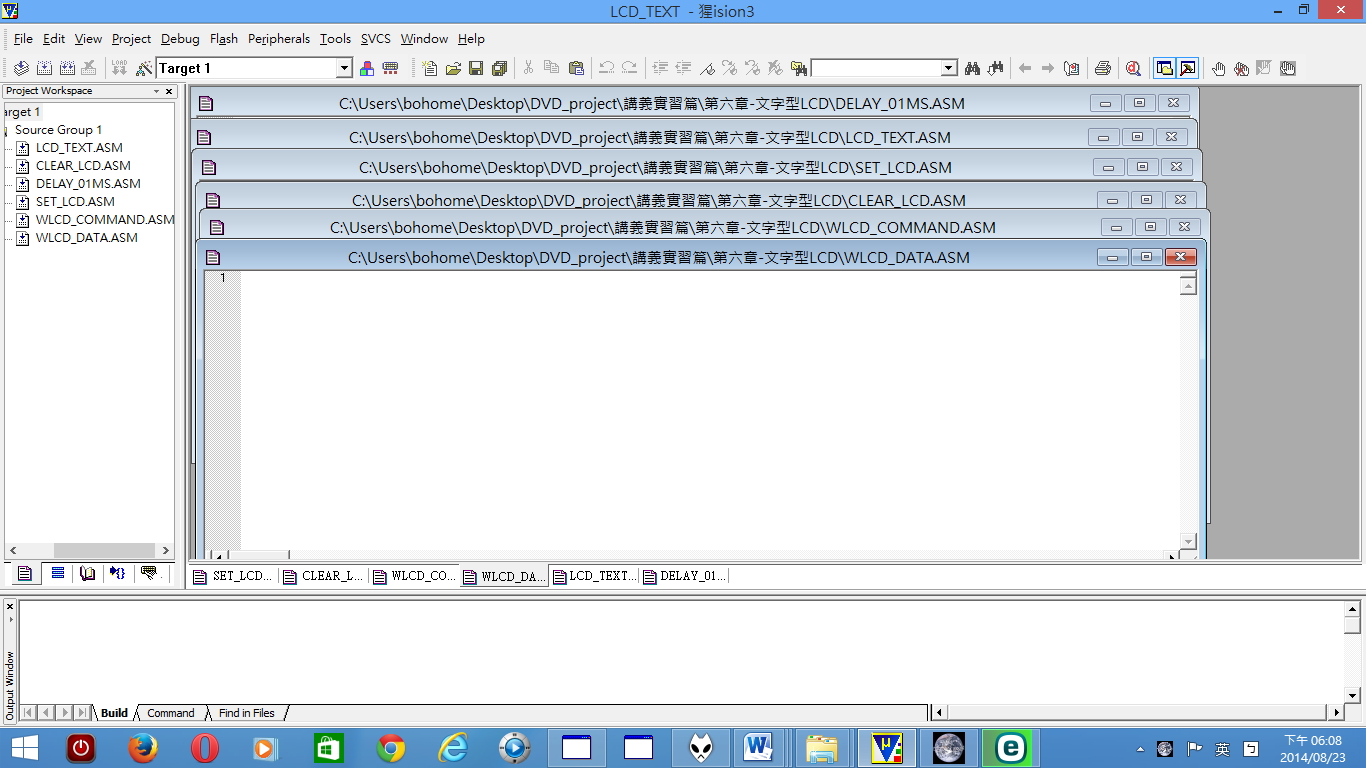 LCD_TEXT - 猩ision3
File Edit View Project Debug Flash Peripherals Tools SVCS Window Help
LOAD Target 1
Project Workspace
arget 1
Source Group 1
LCD_TEXT.ASM
CLEAR_LCD.ASM
DELAY_01MS.ASM
SET_LCD.ASM
WLCD_COMMAND.ASM
WLCD_DATA.ASM
C:\Users\bohome\Desktop\DVD_project\講義實習篇\第六章-文字型LCD\DELAY_01MS.ASM
C:\Users\bohome\Desktop\DVD_project\講義實習篇\第六章-文字型LCD\LCD_TEXT.ASM
C:\Users\bohome\Desktop\DVD_project\講義實習篇\第六章-文字型LCD\SET_LCD.ASM
C:\Users\bohome\Desktop\DVD_project\講義實習篇\第六章-文字型LCD\CLEAR_LCD.ASM
C:\Users\bohome\Desktop\DVD_project\講義實習篇\第六章-文字型LCD\WLCD_COMMAND.ASM
C:\Users\bohome\Desktop\DVD_project\講義實習篇\第六章-文字型LCD\WLCD_DATA.ASM
1
SET_LCD... CLEAR_L... WLCD_CO... WLCD_DA... LCD_TEXT... DELAY_01...
Output Window
Build Command Find in Files
英
下午 06:08
2014/08/23